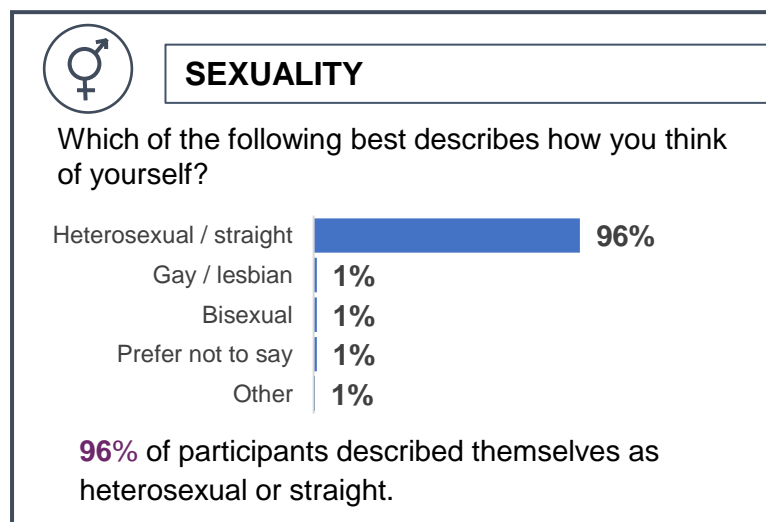 SEXUALITY
Which of the following best describes how you think
of yourself?
Heterosexual / straight 96%
Gay / lesbian 1%
Bisexual 1%
Prefer not to say 1%
Other 1%
96% of participants described themselves as
heterosexual or straight.